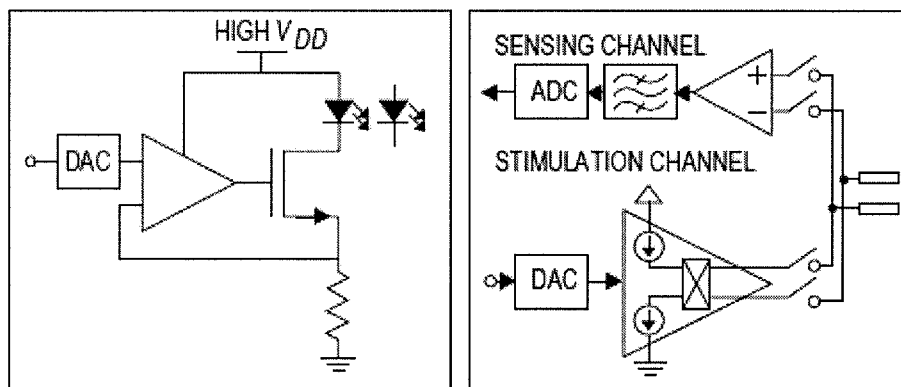 HIGH VDD
DAC
SENSING CHANNEL
ADC
STIMULATION CHANNEL
DAC